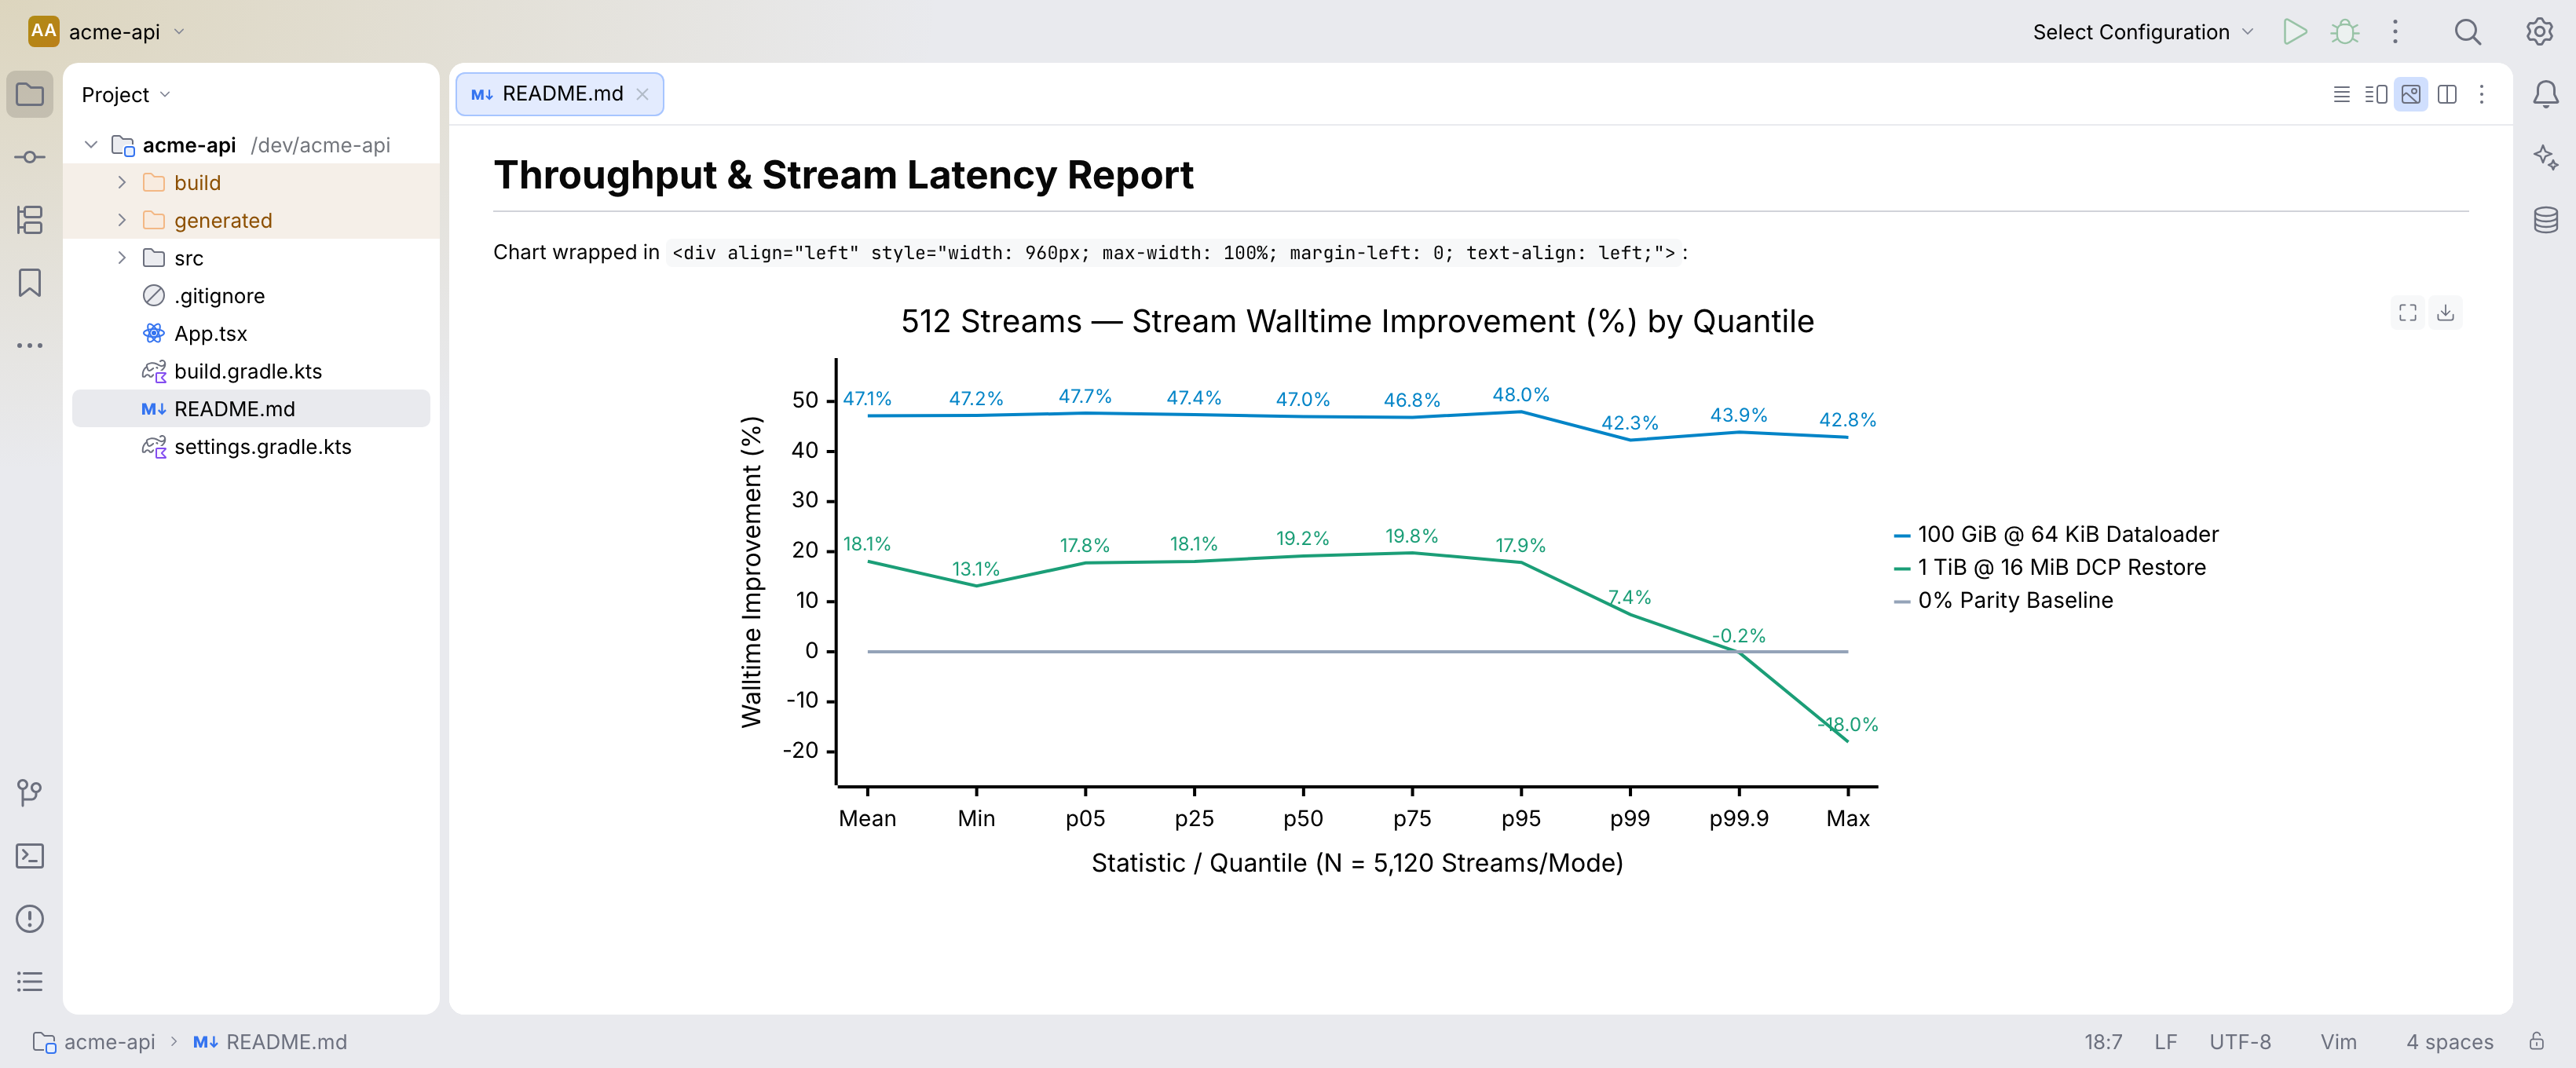 AA acme-api
Select Configuration
Project
README.md
acme-api /dev/acme-api
build
generated
src
.gitignore
App.tsx
build.gradle.kts
README.md
settings.gradle.kts
Throughput & Stream Latency Report
Chart wrapped in <div align="left" style="width: 960px; max-width: 100%; margin-left: 0; text-align: left;"> :
512 Streams — Stream Walltime Improvement (%) by Quantile
Walltime Improvement (%)
50
40
30
20
10
0
-10
-20
47.1% 47.2% 47.7% 47.4% 47.0% 46.8% 48.0% 42.3% 43.9% 42.8%
18.1% 13.1% 17.8% 18.1% 19.2% 19.8% 17.9% 7.4% -0.2% -18.0%
100 GiB @ 64 KiB Dataloader
1 TiB @ 16 MiB DCP Restore
0% Parity Baseline
Mean Min p05 p25 p50 p75 p95 p99 p99.9 Max
Statistic / Quantile (N = 5,120 Streams/Mode)
acme-api > README.md
18:7 LF UTF-8 Vim 4 spaces